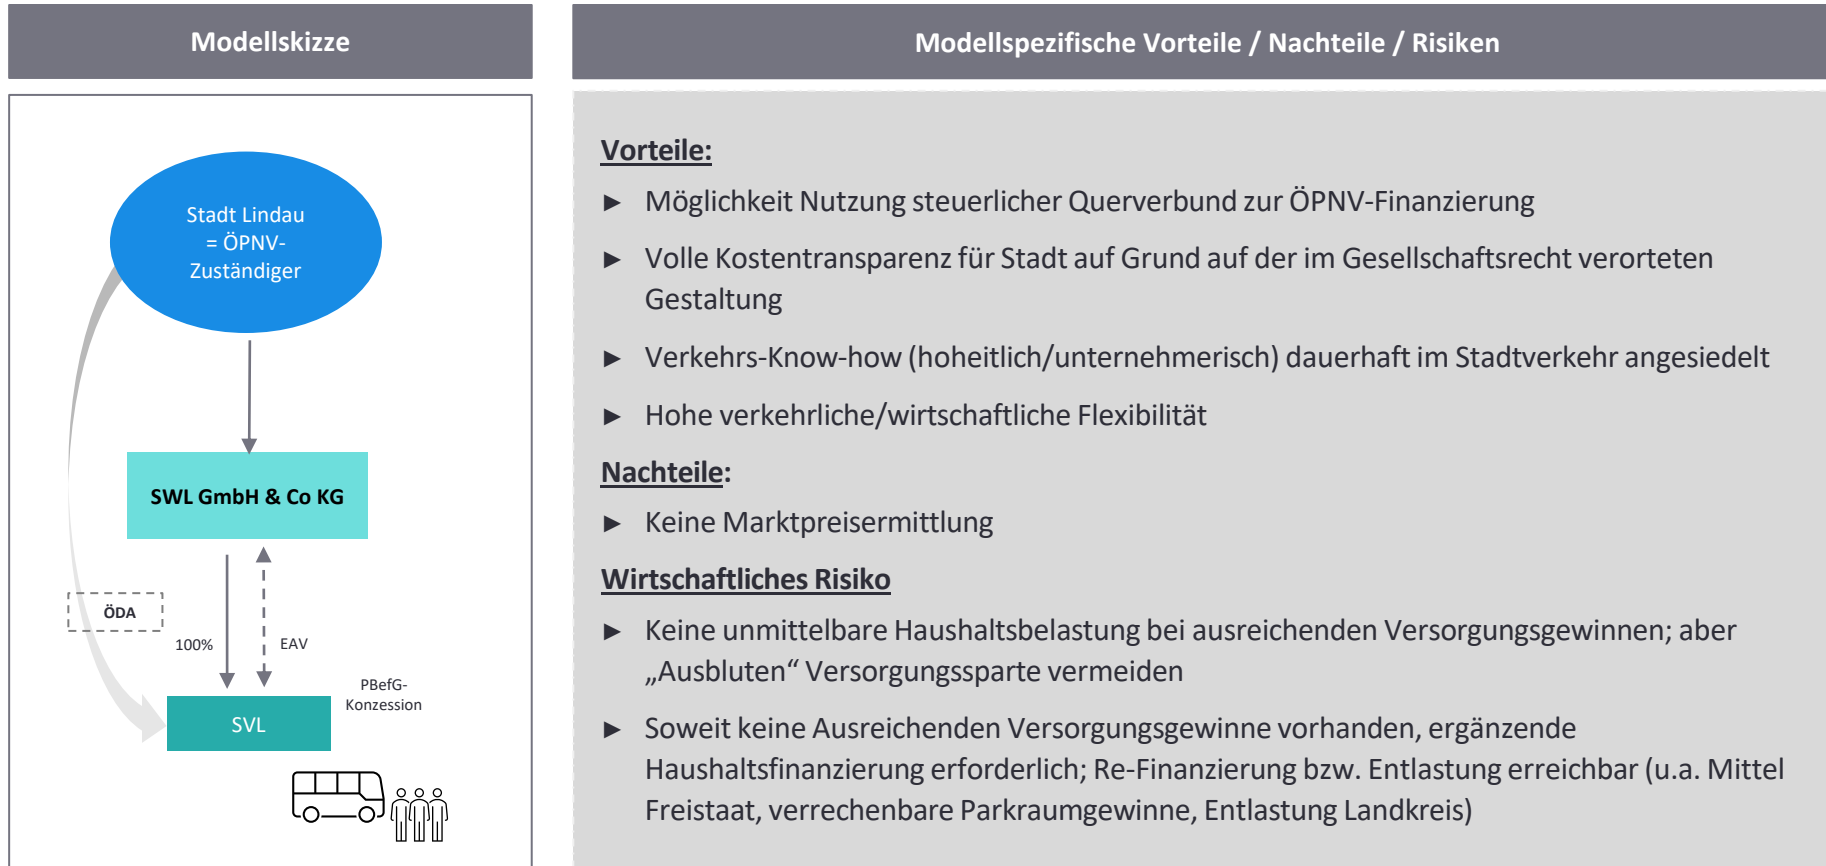 Modellskizze
Stadt Lindau
= ÖPNV-
Zuständiger
SWL GmbH & Co KG
ÖDA
100%
EAV
PBefG-
Konzession
SVL
Modellspezifische Vorteile / Nachteile / Risiken
Vorteile:
► Möglichkeit Nutzung steuerlicher Querverbund zur ÖPNV-Finanzierung
► Volle Kostentransparenz für Stadt auf Grund auf der im Gesellschaftsrecht verorteten
Gestaltung
► Verkehrs-Know-how (hoheitlich/unternehmerisch) dauerhaft im Stadtverkehr angesiedelt
► Hohe verkehrliche/wirtschaftliche Flexibilität
Nachteile:
► Keine Marktpreisermittlung
Wirtschaftliches Risiko
► Keine unmittelbare Haushaltsbelastung bei ausreichenden Versorgungsgewinnen; aber
„Ausbluten“ Versorgungssparte vermeiden
► Soweit keine Ausreichenden Versorgungsgewinne vorhanden, ergänzende
Haushaltsfinanzierung erforderlich; Re-Finanzierung bzw. Entlastung erreichbar (u.a. Mittel
Freistaat, verrechenbare Parkraumgewinne, Entlastung Landkreis)